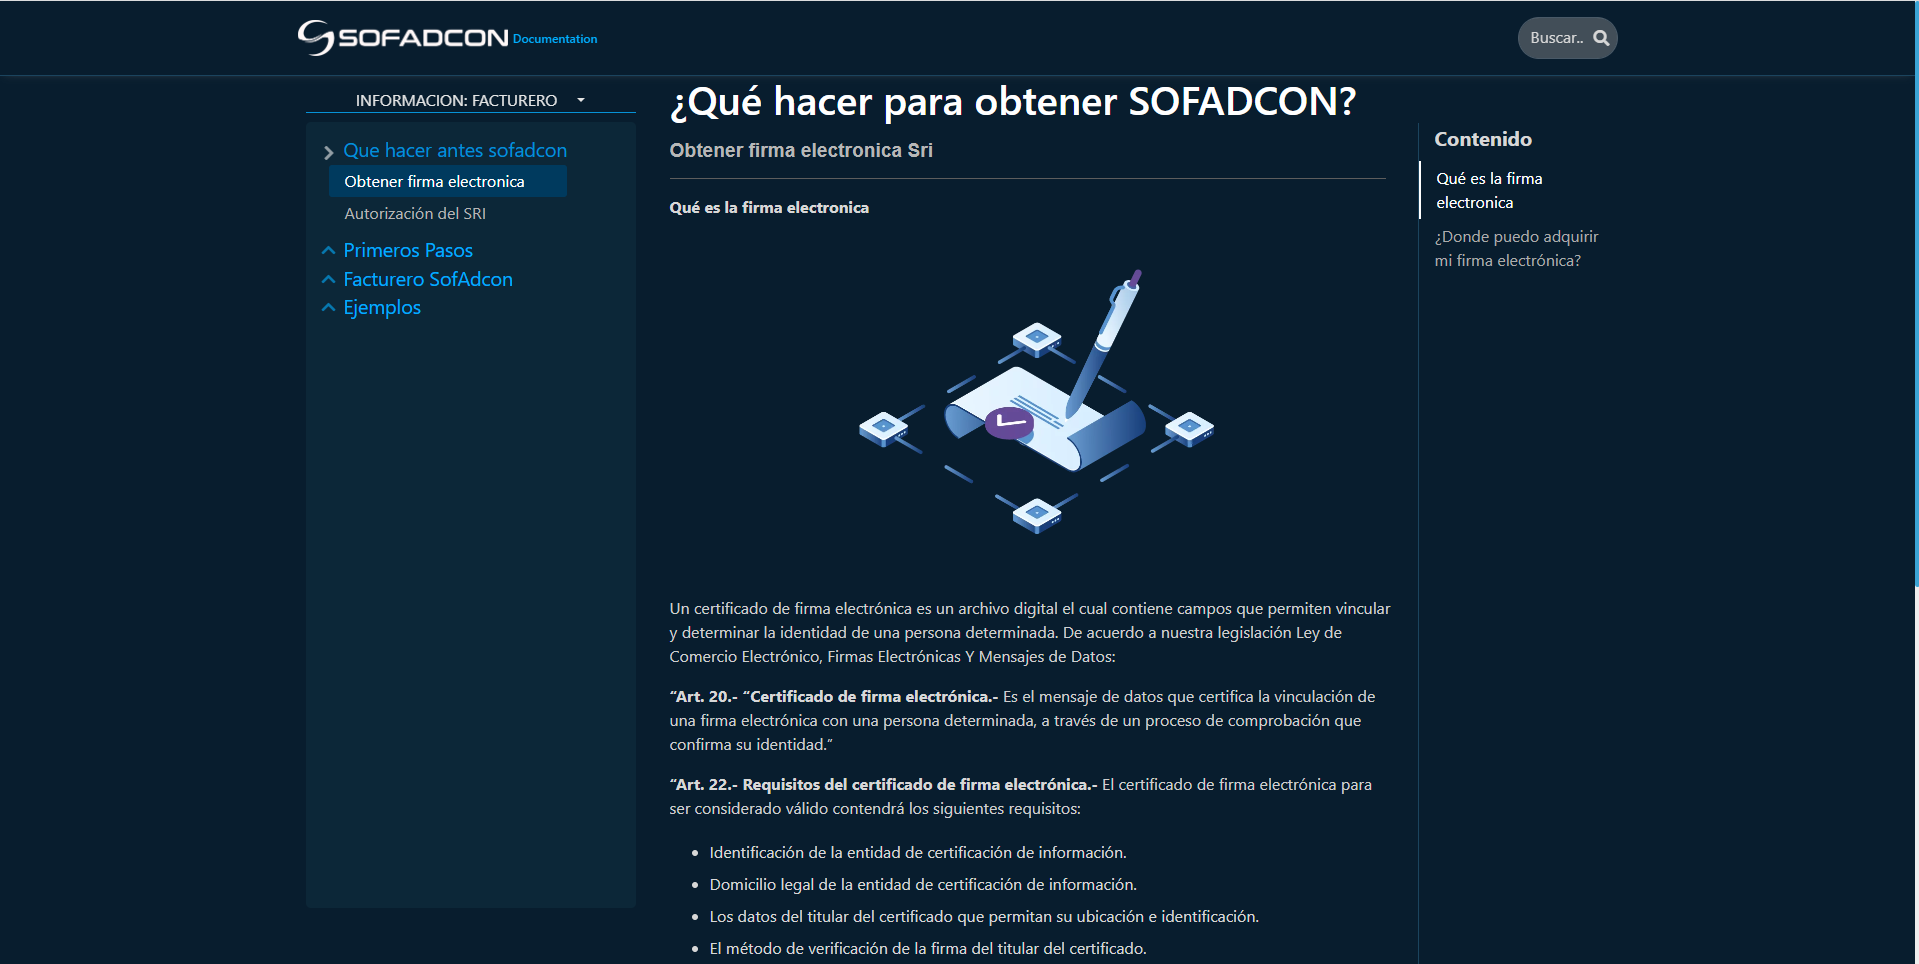 SOFADCON Documentation
Buscar..
INFORMACION: FACTURERO
Que hacer antes sofadcon
Obtener firma electronica
Autorización del SRI
Primeros Pasos
Facturero SofAdcon
Ejemplos
¿Qué hacer para obtener SOFADCON?
Obtener firma electronica Sri
Qué es la firma electronica
Un certificado de firma electrónica es un archivo digital el cual contiene campos que permiten vincular
y determinar la identidad de una persona determinada. De acuerdo a nuestra legislación Ley de
Comercio Electrónico, Firmas Electrónicas Y Mensajes de Datos:
“Art. 20.- “Certificado de firma electrónica.- Es el mensaje de datos que certifica la vinculación de
una firma electrónica con una persona determinada, a través de un proceso de comprobación que
confirma su identidad.”
“Art. 22.- Requisitos del certificado de firma electrónica.- El certificado de firma electrónica para
ser considerado válido contendrá los siguientes requisitos:
• Identificación de la entidad de certificación de información.
• Domicilio legal de la entidad de certificación de información.
• Los datos del titular del certificado que permitan su ubicación e identificación.
• El método de verificación de la firma del titular del certificado.
Contenido
Qué es la firma
electronica
¿Donde puedo adquirir
mi firma electrónica?